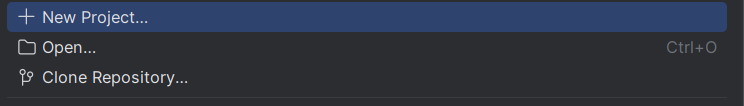 New Project...
Open... Ctrl+O
Clone Repository...